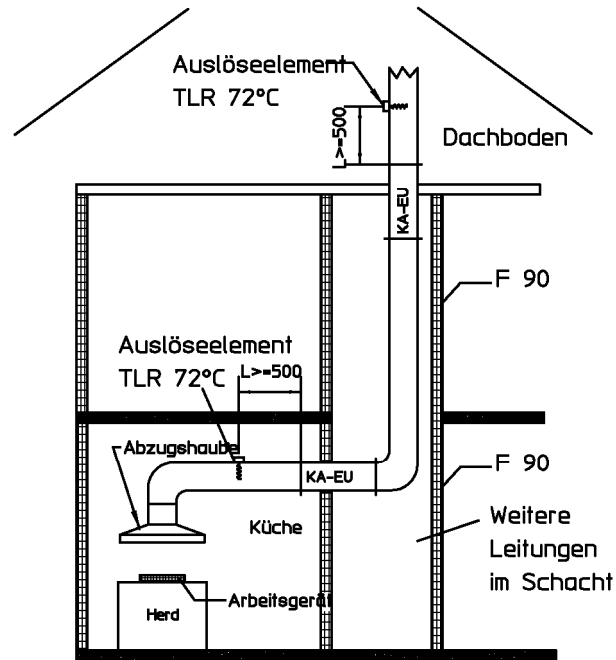 Auslöseelement
TLR 72°C
L>=500
Dachboden
KA-EU
F 90
Auslöseelement
TLR 72°C
L>=500
Abzugshaube
KA-EU
F 90
Küche
Weitere
Leitungen
im Schacht
Arbeitsgerät
Herd